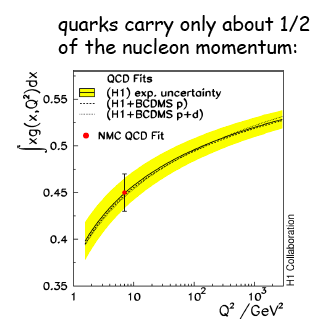 quarks carry only about 1/2
of the nucleon momentum:
∫xg(x,Q²)dx
QCD Fits
(H1) exp. uncertainty
(H1+BCDMS p)
(H1+BCDMS p+d)
NMC QCD Fit
0.55
0.5
0.45
0.4
0.35
1 10 10² 10³
Q² /GeV²
H1 Collaboration